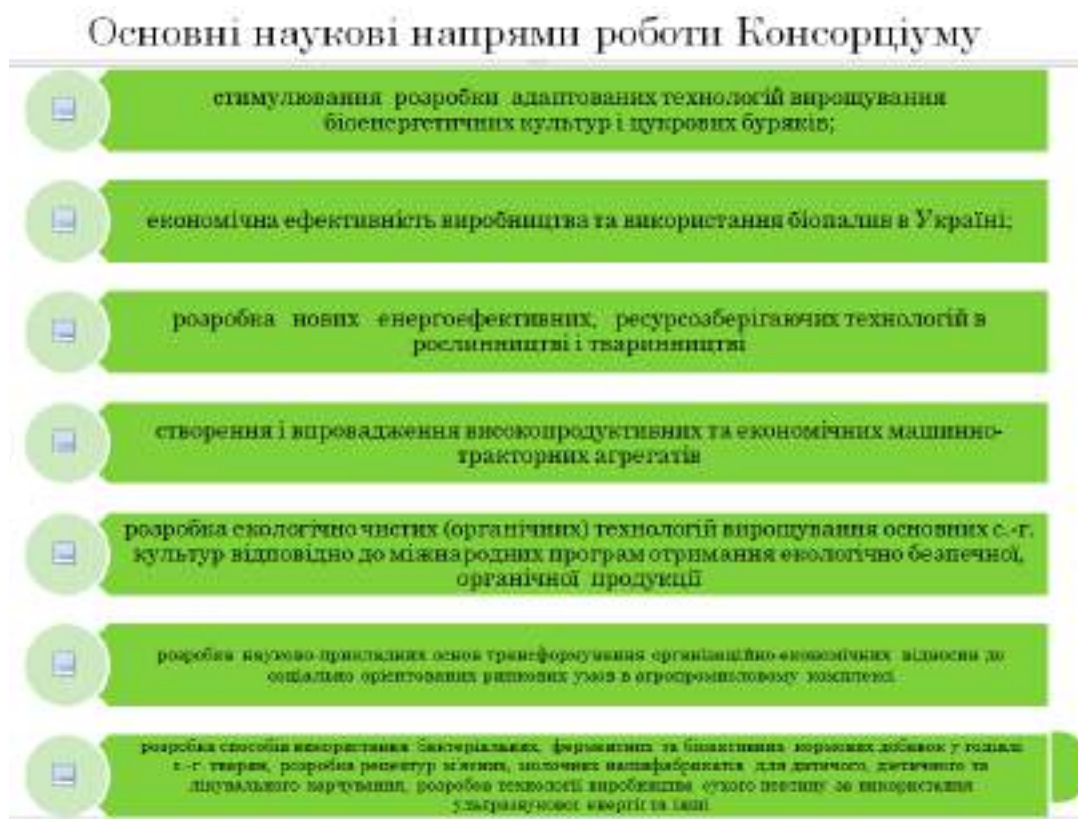 Основні наукові напрями роботи Консорціуму
стимулювання розробки адаптованих технологій вирощування
біоенергетичних культур і цукрових буряків;
економічна ефективність виробництва та використання біопалив в Україні;
розробка нових енергоефективних, ресурсозберігаючих технологій в
рослинництві і тваринництві
створення і впровадження високопродуктивних та економічних машинно-
тракторних агрегатів
розробка екологічно чистих (органічних) технологій вирощування основних с.-г.
культур відповідно до міжнародних програм отримання екологічно безпечної,
органічної продукції
розробка науково-прикладних основ трансформування організаційно-економічних відносин до
соціально орієнтованих ринкових умов в агропромисловому комплексі
розробка способів використання бактеріальних, ферментних та біоактивних кормових добавок у годівлі
с.-г. тварин, розробка рецептур м'ясних, молочних напівфабрикатів для дитячого, дієтичного та
лікувального харчування, розробка технології виробництва сухого пектину за використання
ультразвукової енергії та інші